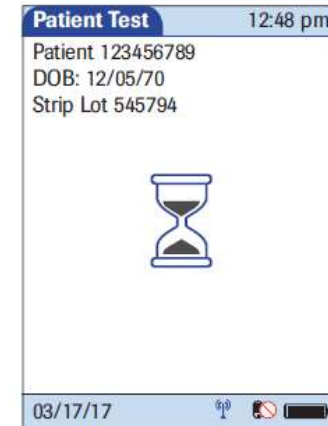 Patient Test 12:48 pm
Patient 123456789
DOB: 12/05/70
Strip Lot 545794
03/17/17